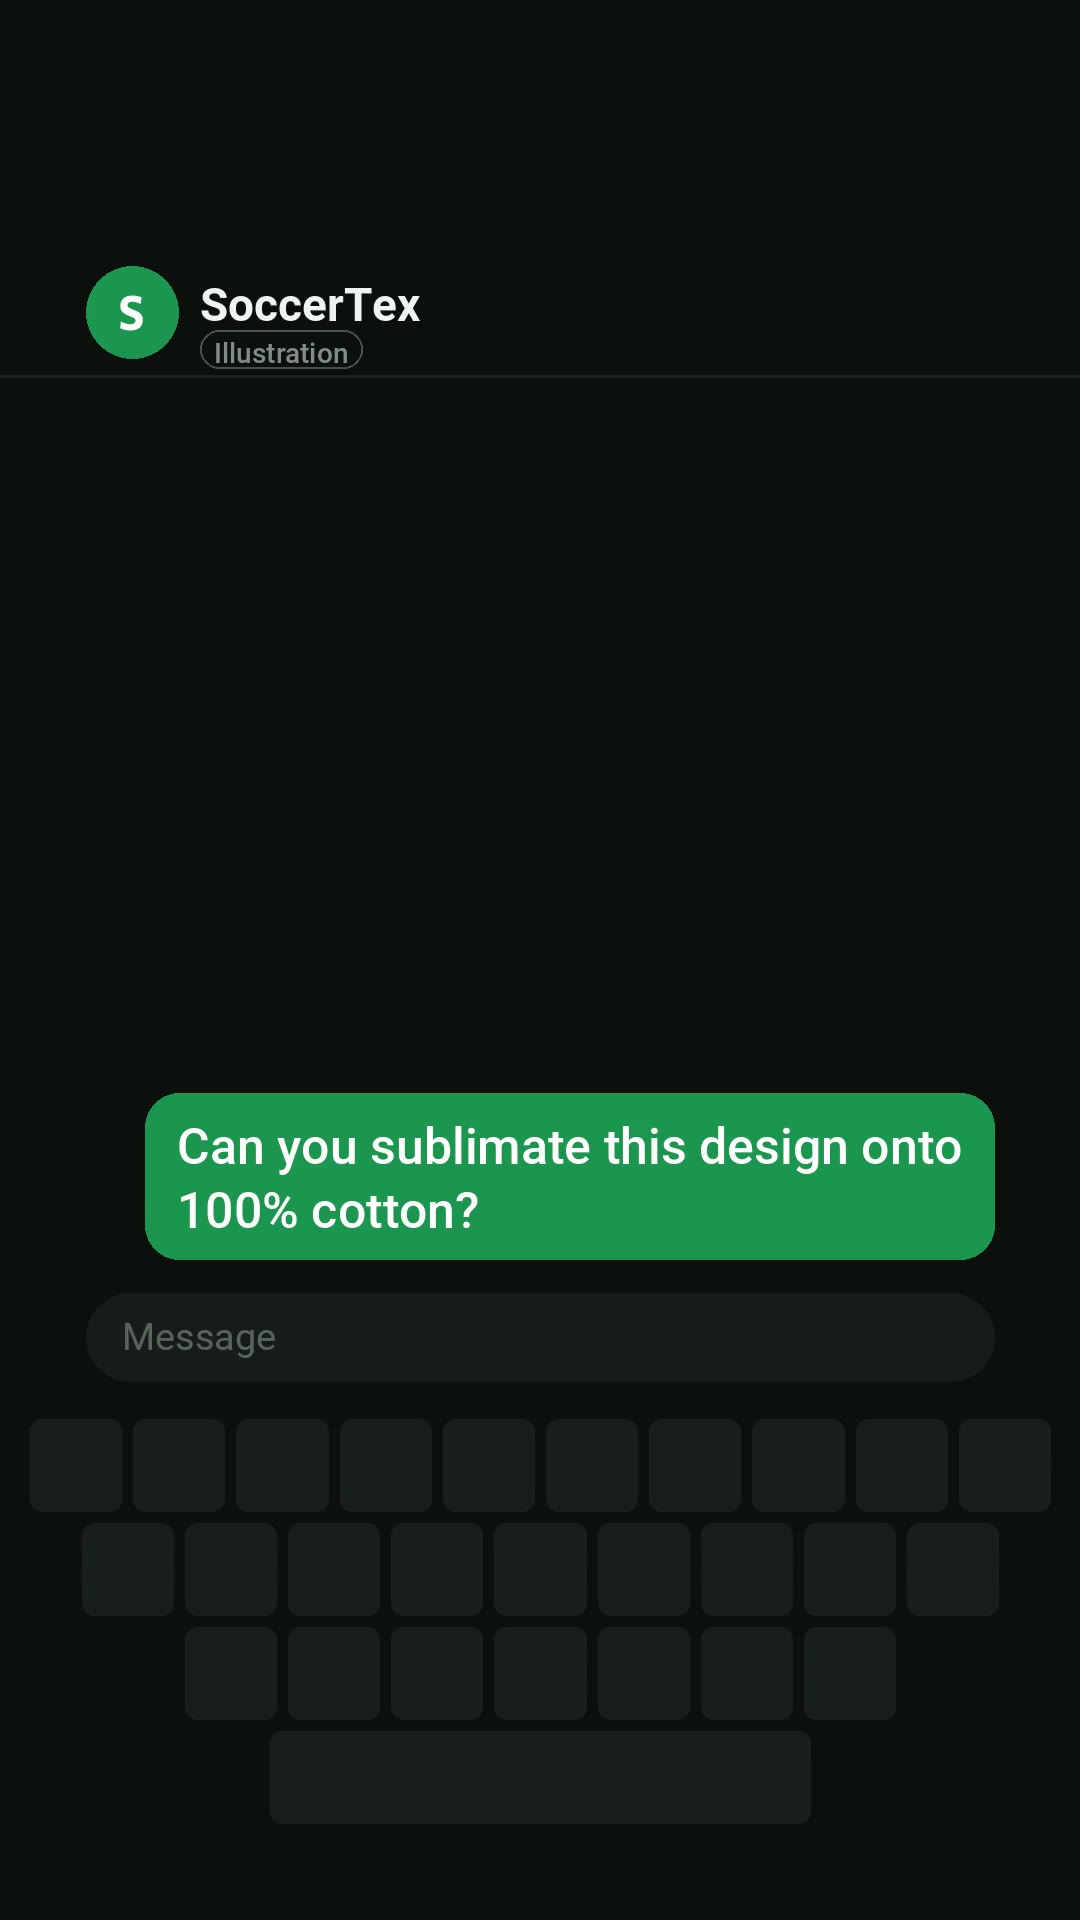 S
SoccerTex
Illustration
Can you sublimate this design onto
100% cotton?
Message